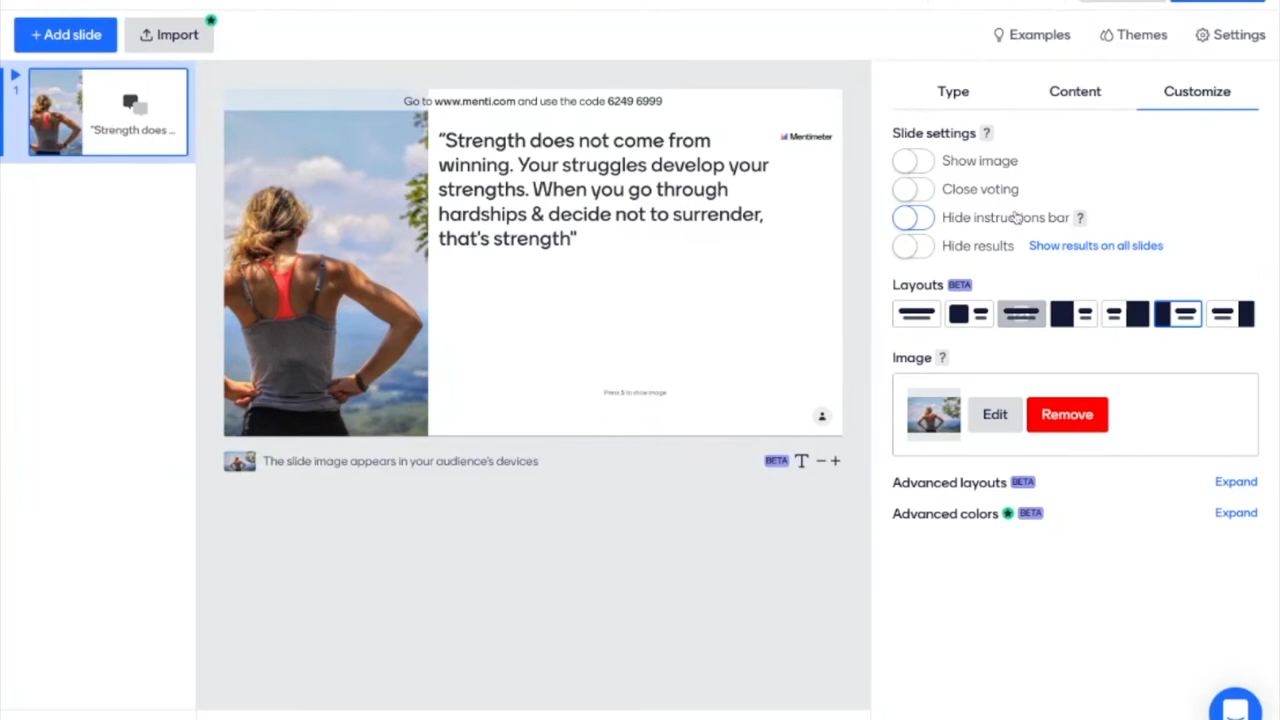 + Add slide
Import
Examples
Themes
Settings
1
"Strength does ...
Go to www.menti.com and use the code 6249 6999
"Strength does not come from
winning. Your struggles develop your
strengths. When you go through
hardships & decide not to surrender,
that's strength"
Mentimeter
Press S to show image
The slide image appears in your audience's devices
BETA T − +
Type
Content
Customize
Slide settings ?
Show image
Close voting
Hide instructions bar ?
Hide results Show results on all slides
Layouts BETA
Image ?
Edit
Remove
Advanced layouts BETA Expand
Advanced colors BETA Expand